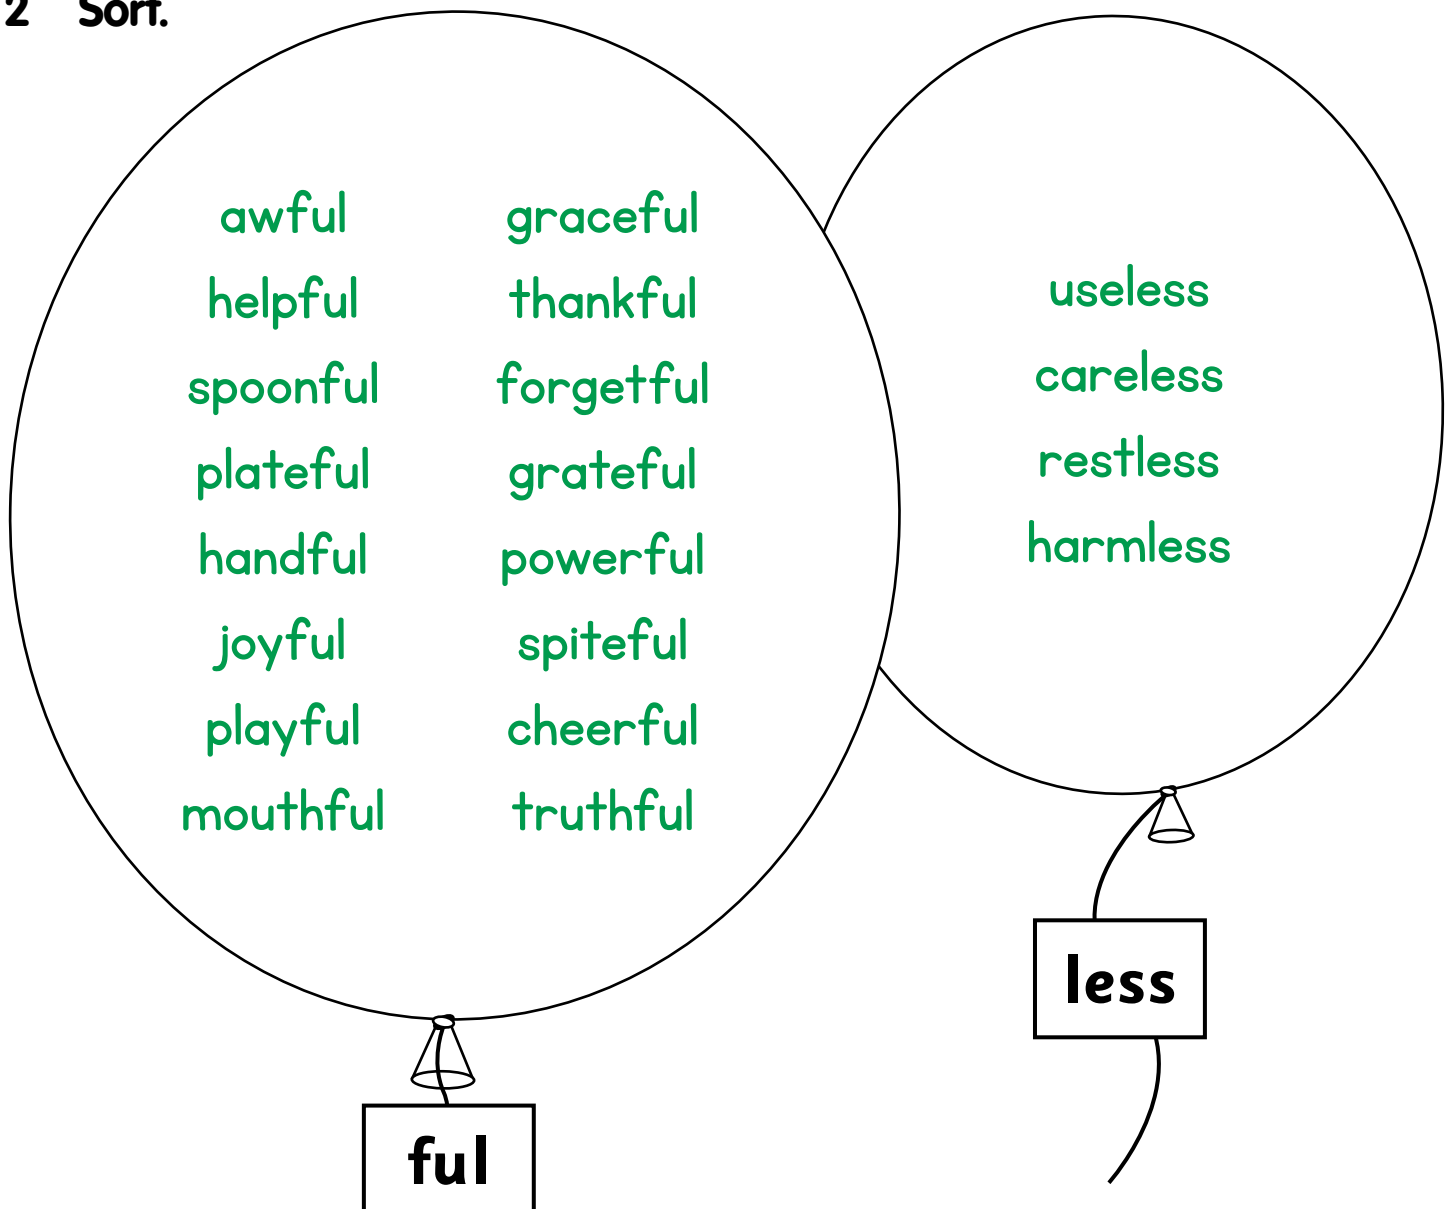 2 Sort.
awful graceful
helpful thankful
spoonful forgetful
plateful grateful
handful powerful
joyful spiteful
playful cheerful
mouthful truthful
useless
careless
restless
harmless
ful
less